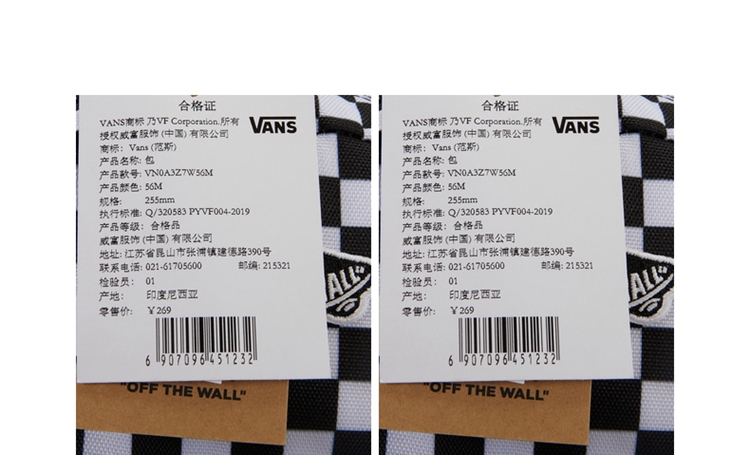 合格证
VANS商标 乃VF Corporation.所有
授权威富服饰 (中国) 有限公司
VANS
商标: Vans (范斯)
产品名称: 包
产品款号: VN0A3Z7W56M
产品颜色: 56M
规格: 255mm
执行标准: Q/320583 PYVF004-2019
产品等级: 合格品
威富服饰 (中国) 有限公司
地址: 江苏省昆山市张浦镇建德路390号
联系电话: 021-61705600 邮编: 215321
检验员: 01
产地: 印度尼西亚
零售价: ￥269
6 907096 451232
ALL"
"OFF THE WALL"
合格证
VANS商标 乃VF Corporation.所有
授权威富服饰 (中国) 有限公司
VANS
商标: Vans (范斯)
产品名称: 包
产品款号: VN0A3Z7W56M
产品颜色: 56M
规格: 255mm
执行标准: Q/320583 PYVF004-2019
产品等级: 合格品
威富服饰 (中国) 有限公司
地址: 江苏省昆山市张浦镇建德路390号
联系电话: 021-61705600 邮编: 215321
检验员: 01
产地: 印度尼西亚
零售价: ￥269
6 907096 451232
ALL"
"OFF THE WALL"